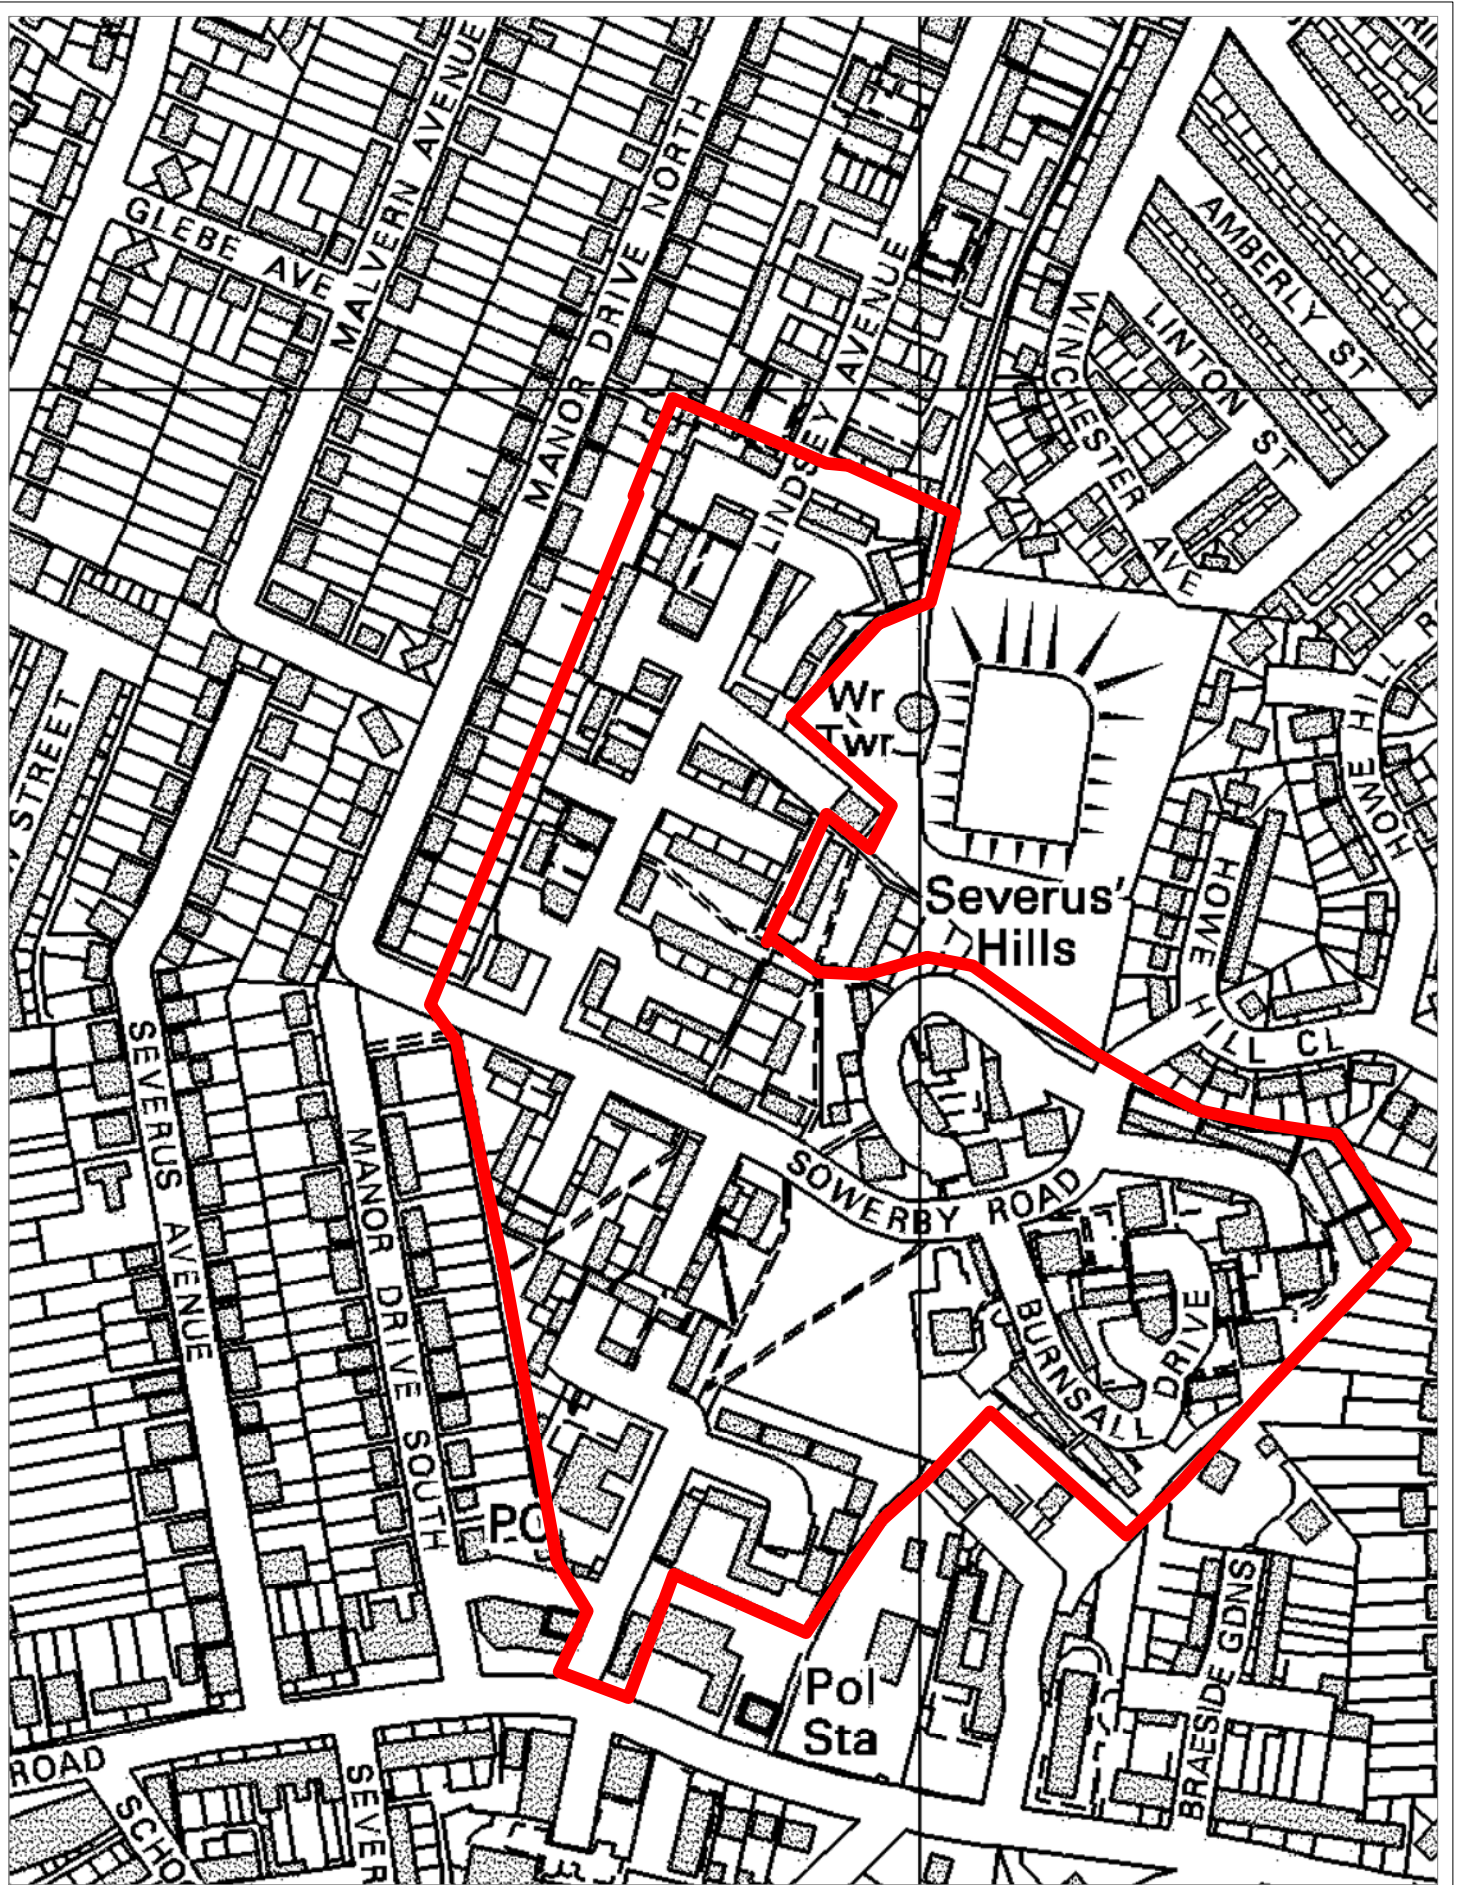 MALVERN AVENUE
GLEBE AVE
MANOR DRIVE NORTH
LINDSEY AVENUE
AMBERLY ST
LINTON ST
WINCHESTER AVE
STREET
Wr
Twr
HOWE HILL
HOWE HILL CL
Severus'
Hills
SEVERUS AVENUE
MANOR DRIVE SOUTH
SOWERBY ROAD
BURNSALL DRIVE
PO
Pol
Sta
BRAESIDE GDNS
ROAD
SCHO
SEVER